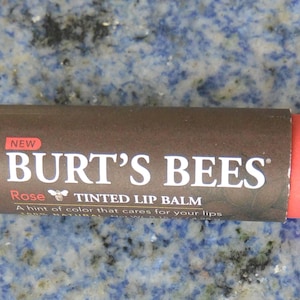 NEW
BURT'S BEES®
Rose TINTED LIP BALM
A hint of color that cares for your lips